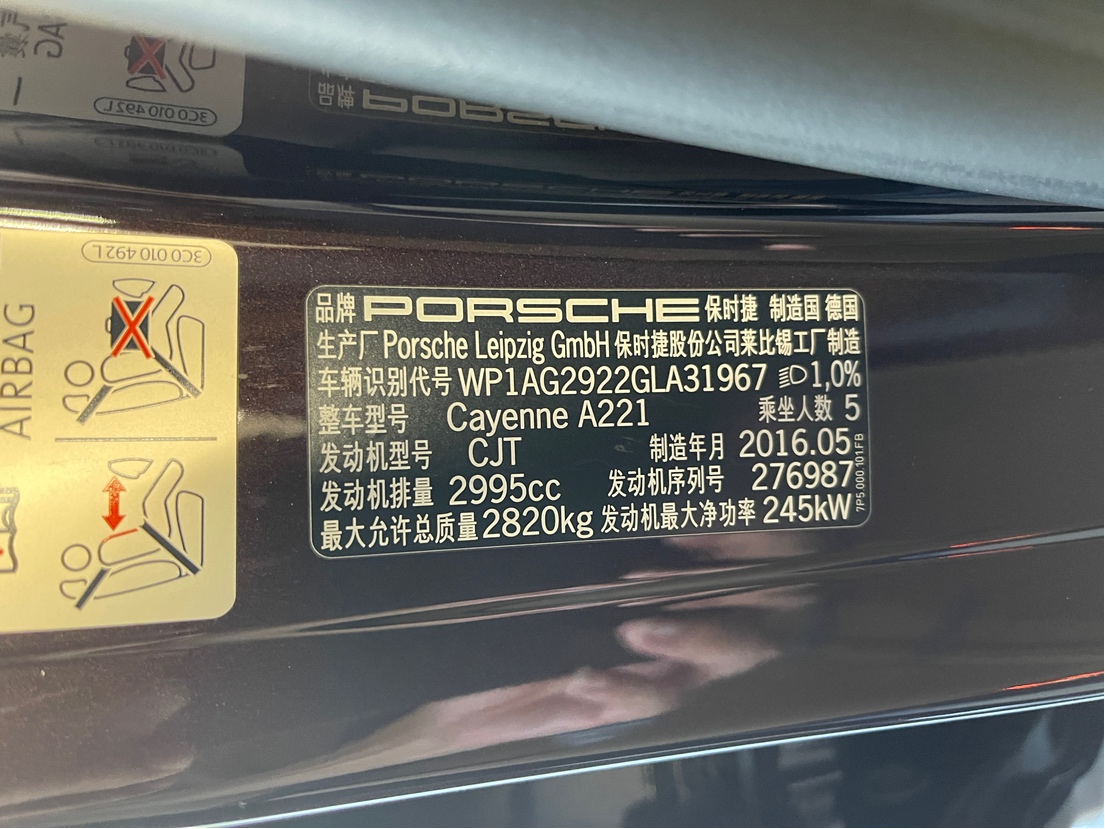 3C0 010 492L
3C0 010 492L
AIRBAG
品牌 PORSCHE 保时捷 制造国 德国
生产厂 Porsche Leipzig GmbH 保时捷股份公司莱比锡工厂制造
车辆识别代号 WP1AG2922GLA31967 1,0%
整车型号 Cayenne A221 乘坐人数 5
发动机型号 CJT 制造年月 2016.05
发动机排量 2995cc 发动机序列号 276987
最大允许总质量 2820kg 发动机最大净功率 245kW
7P5.000.101.FB